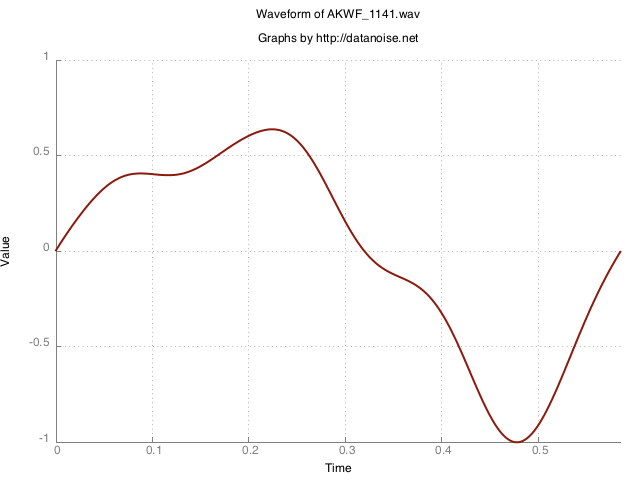 Waveform of AKWF_1141.wav
Graphs by http://datanoise.net
1
0.5
0
-0.5
-1
Value
0 0.1 0.2 0.3 0.4 0.5
Time